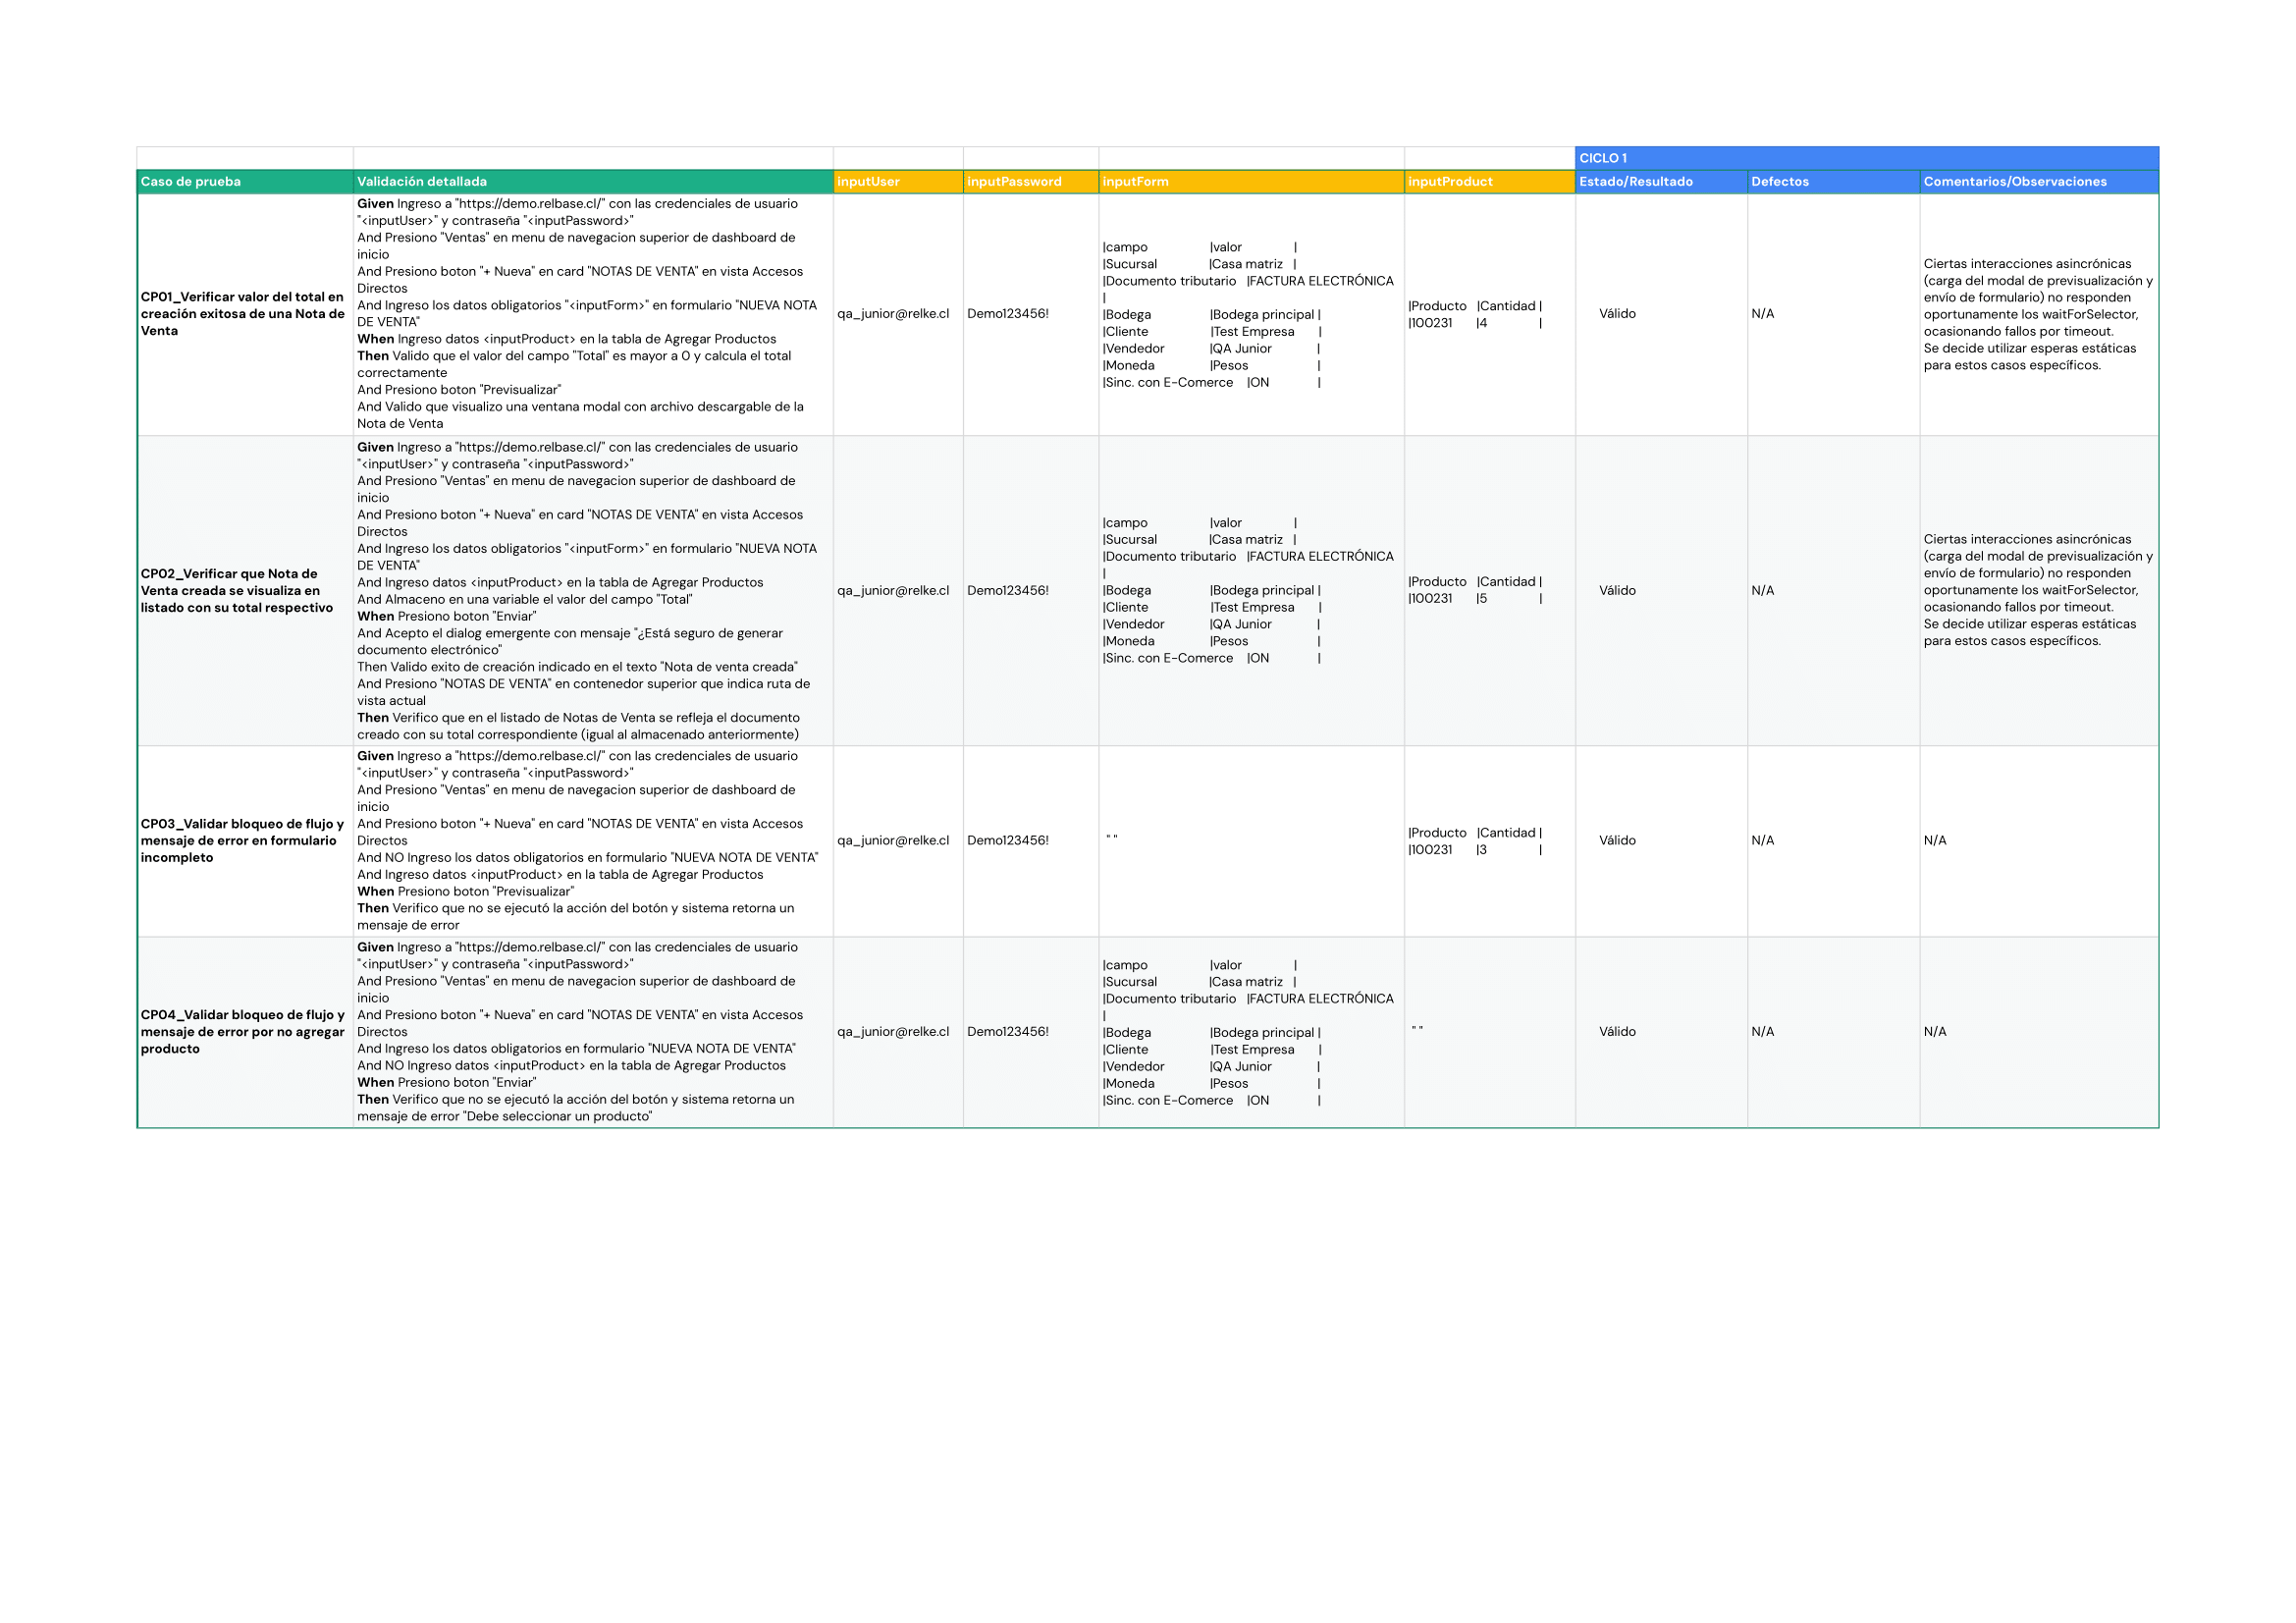 CICLO 1
Caso de prueba
Validación detallada
inputUser
inputPassword
inputForm
inputProduct
Estado/Resultado
Defectos
Comentarios/Observaciones
CP01_Verificar valor del total en
creación exitosa de una Nota de
Venta
Given Ingreso a "https://demo.relbase.cl/" con las credenciales de usuario
"<inputUser>" y contraseña "<inputPassword>"
And Presiono "Ventas" en menu de navegacion superior de dashboard de
inicio
And Presiono boton "+ Nueva" en card "NOTAS DE VENTA" en vista Accesos
Directos
And Ingreso los datos obligatorios "<inputForm>" en formulario "NUEVA NOTA
DE VENTA"
When Ingreso datos <inputProduct> en la tabla de Agregar Productos
Then Valido que el valor del campo "Total" es mayor a 0 y calcula el total
correctamente
And Presiono boton "Previsualizar"
And Valido que visualizo una ventana modal con archivo descargable de la
Nota de Venta
qa_junior@relke.cl
Demo123456!
|campo |valor |
|Sucursal |Casa matriz |
|Documento tributario |FACTURA ELECTRÓNICA
|
|Bodega |Bodega principal |
|Cliente |Test Empresa |
|Vendedor |QA Junior |
|Moneda |Pesos |
|Sinc. con E-Comerce |ON |
|Producto |Cantidad |
|100231 |4 |
Válido
N/A
Ciertas interacciones asincrónicas
(carga del modal de previsualización y
envío de formulario) no responden
oportunamente los waitForSelector,
ocasionando fallos por timeout.
Se decide utilizar esperas estáticas
para estos casos específicos.
CP02_Verificar que Nota de
Venta creada se visualiza en
listado con su total respectivo
Given Ingreso a "https://demo.relbase.cl/" con las credenciales de usuario
"<inputUser>" y contraseña "<inputPassword>"
And Presiono "Ventas" en menu de navegacion superior de dashboard de
inicio
And Presiono boton "+ Nueva" en card "NOTAS DE VENTA" en vista Accesos
Directos
And Ingreso los datos obligatorios "<inputForm>" en formulario "NUEVA NOTA
DE VENTA"
And Ingreso datos <inputProduct> en la tabla de Agregar Productos
And Almaceno en una variable el valor del campo "Total"
When Presiono boton "Enviar"
And Acepto el dialog emergente con mensaje "¿Está seguro de generar
documento electrónico"
Then Valido exito de creación indicado en el texto "Nota de venta creada"
And Presiono "NOTAS DE VENTA" en contenedor superior que indica ruta de
vista actual
Then Verifico que en el listado de Notas de Venta se refleja el documento
creado con su total correspondiente (igual al almacenado anteriormente)
qa_junior@relke.cl
Demo123456!
|campo |valor |
|Sucursal |Casa matriz |
|Documento tributario |FACTURA ELECTRÓNICA
|
|Bodega |Bodega principal |
|Cliente |Test Empresa |
|Vendedor |QA Junior |
|Moneda |Pesos |
|Sinc. con E-Comerce |ON |
|Producto |Cantidad |
|100231 |5 |
Válido
N/A
Ciertas interacciones asincrónicas
(carga del modal de previsualización y
envío de formulario) no responden
oportunamente los waitForSelector,
ocasionando fallos por timeout.
Se decide utilizar esperas estáticas
para estos casos específicos.
CP03_Validar bloqueo de flujo y
mensaje de error en formulario
incompleto
Given Ingreso a "https://demo.relbase.cl/" con las credenciales de usuario
"<inputUser>" y contraseña "<inputPassword>"
And Presiono "Ventas" en menu de navegacion superior de dashboard de
inicio
And Presiono boton "+ Nueva" en card "NOTAS DE VENTA" en vista Accesos
Directos
And NO Ingreso los datos obligatorios en formulario "NUEVA NOTA DE VENTA"
And Ingreso datos <inputProduct> en la tabla de Agregar Productos
When Presiono boton "Previsualizar"
Then Verifico que no se ejecutó la acción del botón y sistema retorna un
mensaje de error
qa_junior@relke.cl
Demo123456!
" "
|Producto |Cantidad |
|100231 |3 |
Válido
N/A
N/A
CP04_Validar bloqueo de flujo y
mensaje de error por no agregar
producto
Given Ingreso a "https://demo.relbase.cl/" con las credenciales de usuario
"<inputUser>" y contraseña "<inputPassword>"
And Presiono "Ventas" en menu de navegacion superior de dashboard de
inicio
And Presiono boton "+ Nueva" en card "NOTAS DE VENTA" en vista Accesos
Directos
And Ingreso los datos obligatorios en formulario "NUEVA NOTA DE VENTA"
And NO Ingreso datos <inputProduct> en la tabla de Agregar Productos
When Presiono boton "Enviar"
Then Verifico que no se ejecutó la acción del botón y sistema retorna un
mensaje de error "Debe seleccionar un producto"
qa_junior@relke.cl
Demo123456!
|campo |valor |
|Sucursal |Casa matriz |
|Documento tributario |FACTURA ELECTRÓNICA
|
|Bodega |Bodega principal |
|Cliente |Test Empresa |
|Vendedor |QA Junior |
|Moneda |Pesos |
|Sinc. con E-Comerce |ON |
" "
Válido
N/A
N/A